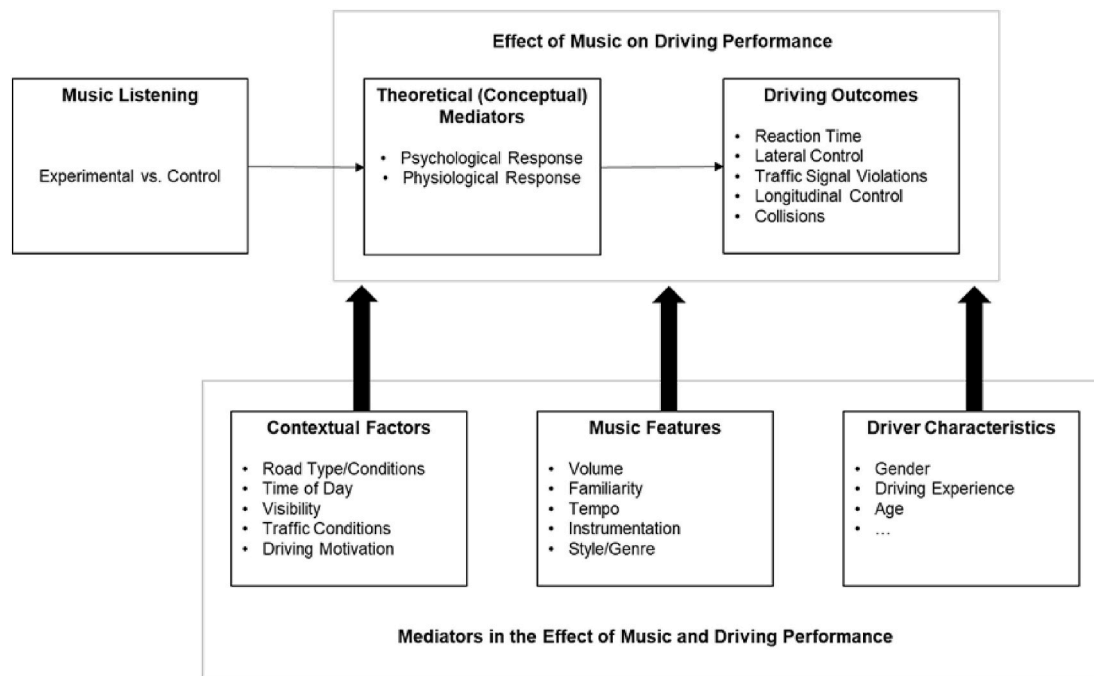 Effect of Music on Driving Performance
Music Listening
Experimental vs. Control
Theoretical (Conceptual)
Mediators
• Psychological Response
• Physiological Response
Driving Outcomes
• Reaction Time
• Lateral Control
• Traffic Signal Violations
• Longitudinal Control
• Collisions
Contextual Factors
• Road Type/Conditions
• Time of Day
• Visibility
• Traffic Conditions
• Driving Motivation
Music Features
• Volume
• Familiarity
• Tempo
• Instrumentation
• Style/Genre
Driver Characteristics
• Gender
• Driving Experience
• Age
• …
Mediators in the Effect of Music and Driving Performance